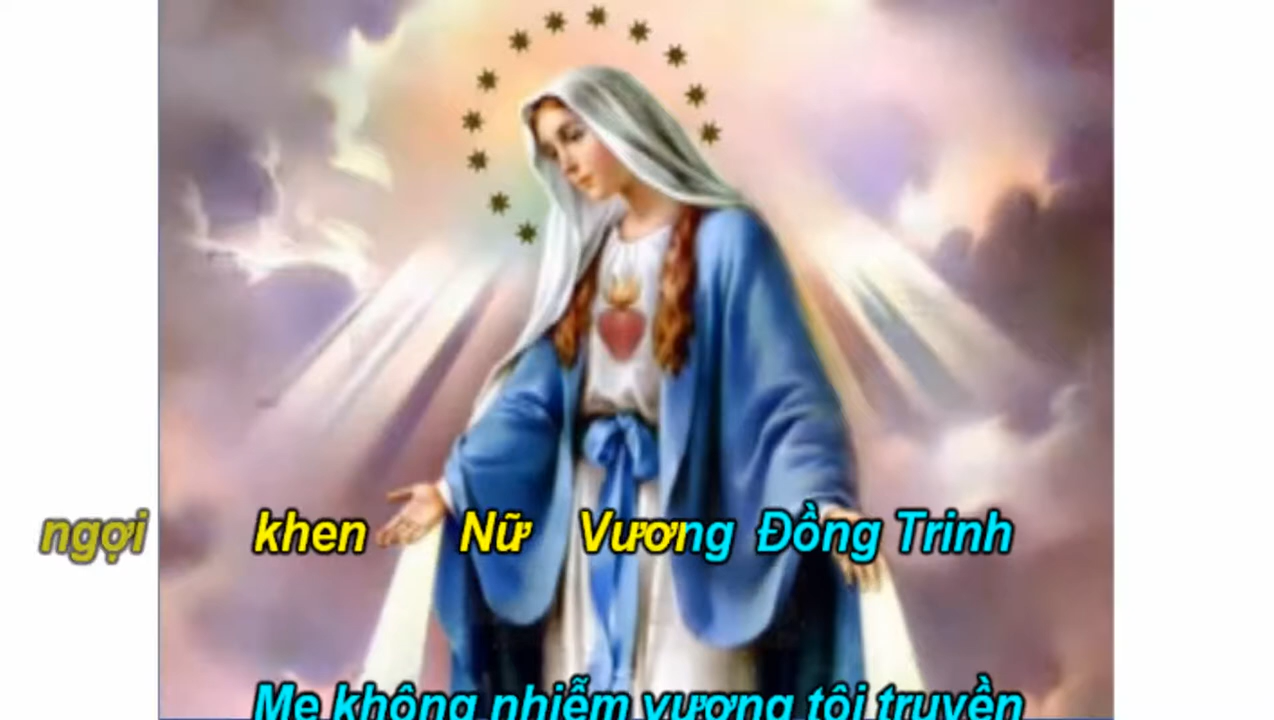 ngợi khen Nữ Vương Đồng Trinh
Mẹ không nhiễm vương tội truyền